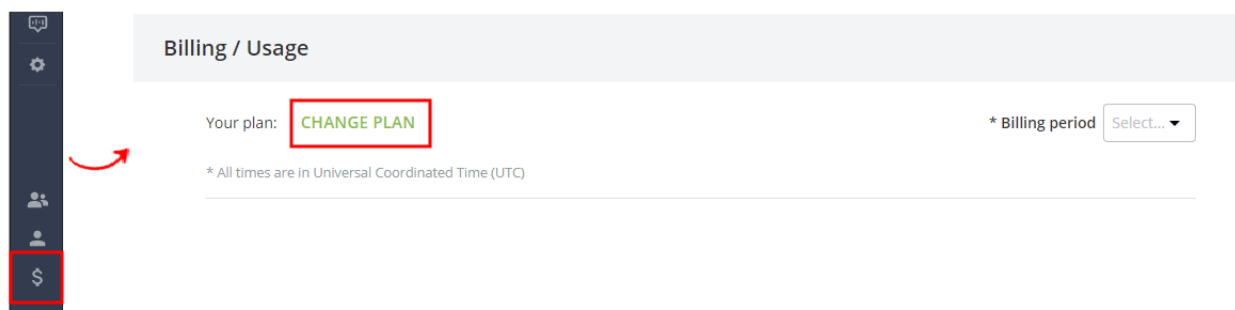 Billing / Usage
Your plan: CHANGE PLAN * Billing period Select...
* All times are in Universal Coordinated Time (UTC)
$